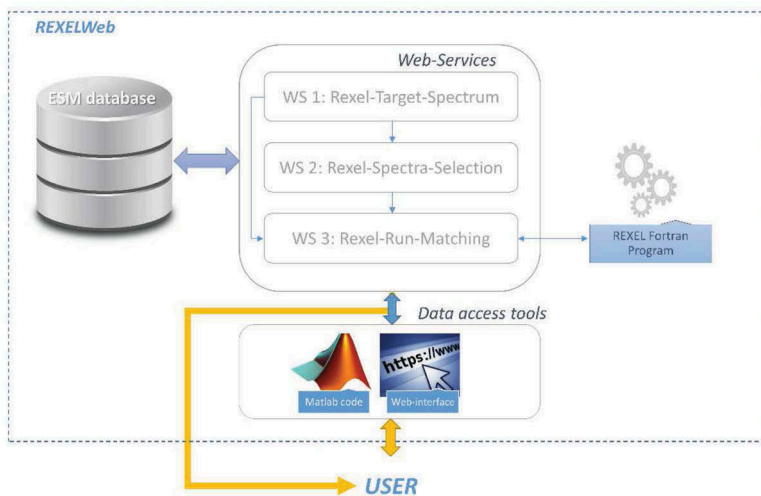 REXELWeb
ESM database
Web-Services
WS 1: Rexel-Target-Spectrum
WS 2: Rexel-Spectra-Selection
WS 3: Rexel-Run-Matching
REXEL Fortran
Program
Data access tools
https://www
Matlab code
Web-interface
USER